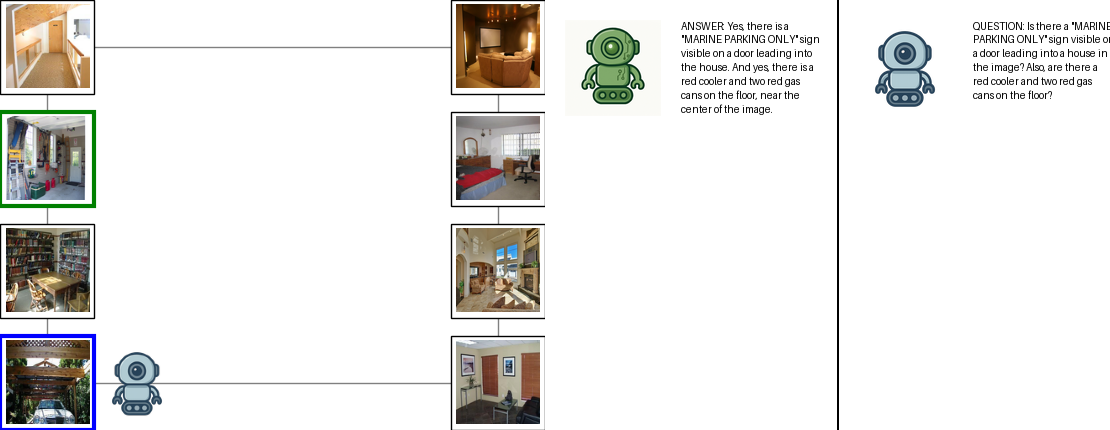 ANSWER: Yes, there is a
"MARINE PARKING ONLY" sign
visible on a door leading into
the house. And yes, there is a
red cooler and two red gas
cans on the floor, near the
center of the image.
QUESTION: Is there a "MARINE
PARKING ONLY" sign visible
a door leading into a house in
the image? Also, are there a
red cooler and two red gas
cans on the floor?